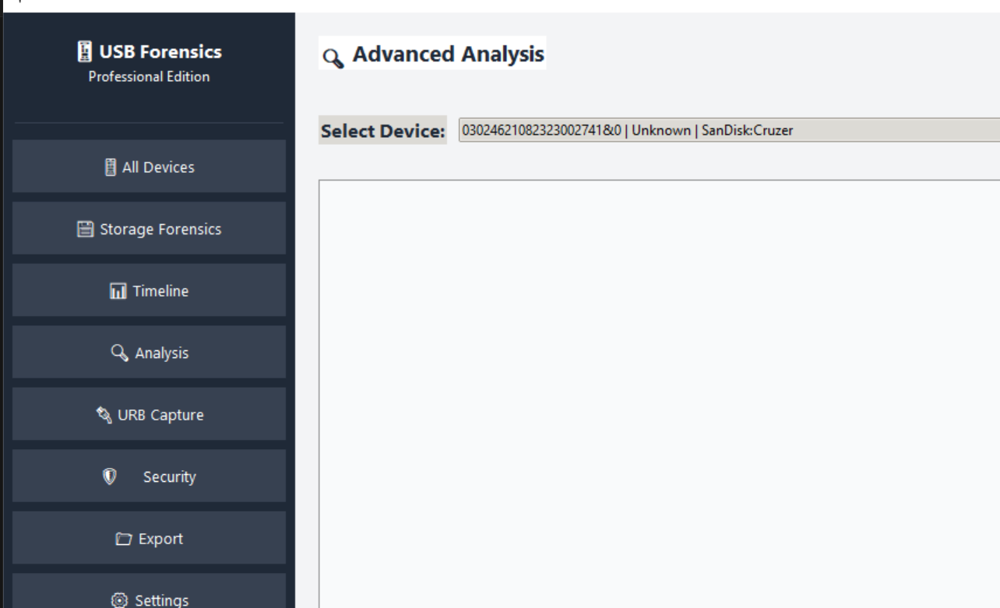 USB Forensics
Professional Edition
All Devices
Storage Forensics
Timeline
Analysis
URB Capture
Security
Export
Settings
Advanced Analysis
Select Device:
03024621082323002741&0 | Unknown | SanDisk:Cruzer